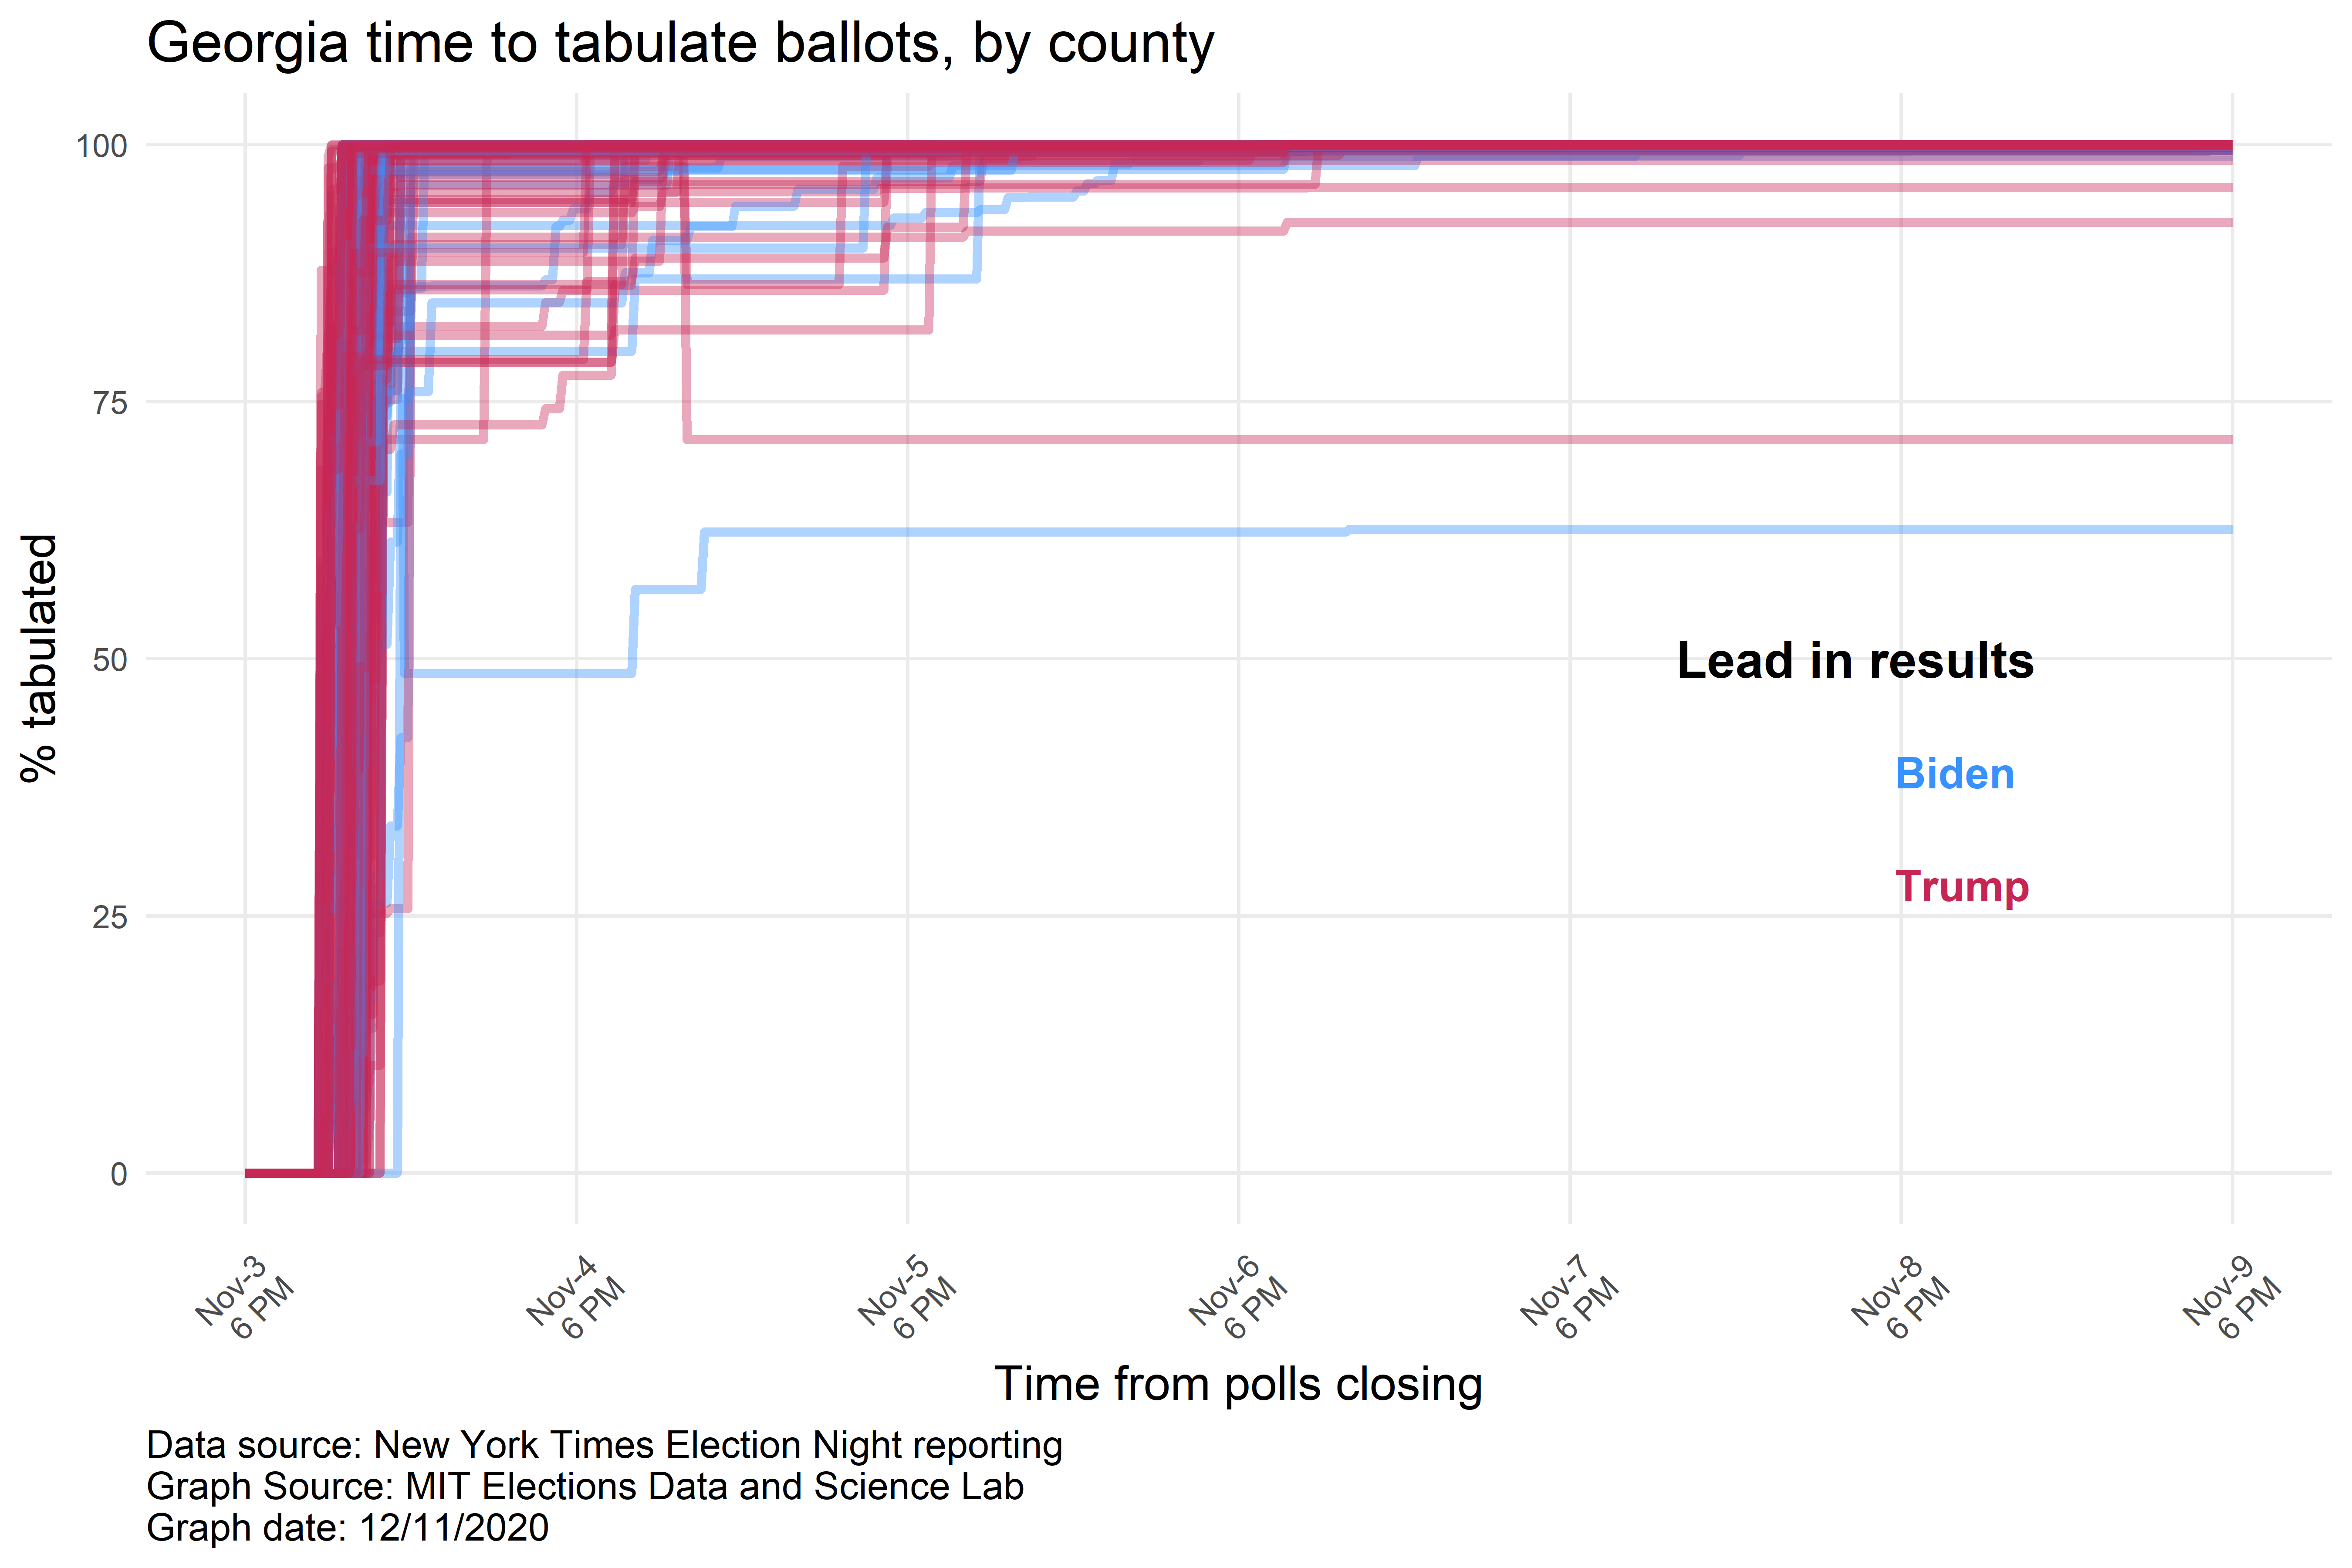 Georgia time to tabulate ballots, by county
100
75
50
25
0
% tabulated
Lead in results
Biden
Trump
Nov-3
6 PM
Nov-4
6 PM
Nov-5
6 PM
Nov-6
6 PM
Nov-7
6 PM
Nov-8
6 PM
Nov-9
6 PM
Time from polls closing
Data source: New York Times Election Night reporting
Graph Source: MIT Elections Data and Science Lab
Graph date: 12/11/2020